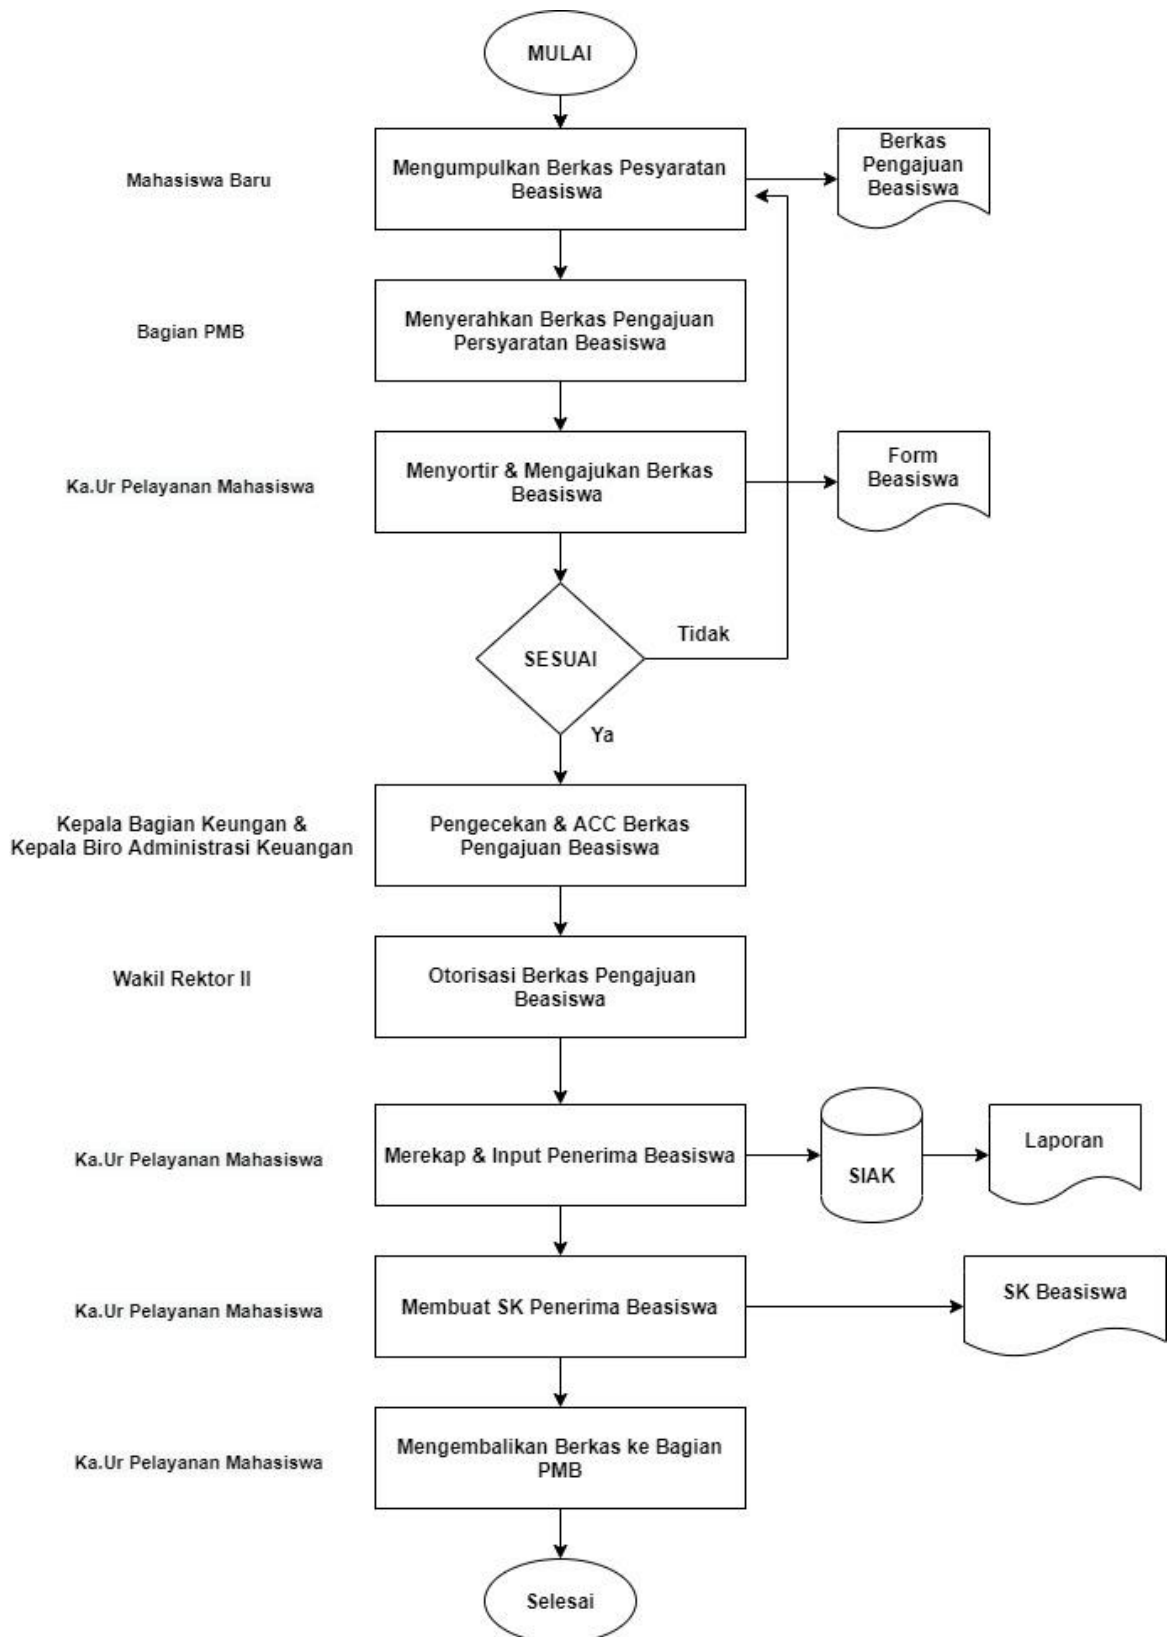 MULAI
Mahasiswa Baru
Mengumpulkan Berkas Pesyaratan
Beasiswa
Berkas
Pengajuan
Beasiswa
Bagian PMB
Menyerahkan Berkas Pengajuan
Persyaratan Beasiswa
Ka.Ur Pelayanan Mahasiswa
Menyortir & Mengajukan Berkas
Beasiswa
Form
Beasiswa
SESUAI
Tidak
Ya
Kepala Bagian Keungan &
Kepala Biro Administrasi Keuangan
Pengecekan & ACC Berkas
Pengajuan Beasiswa
Wakil Rektor II
Otorisasi Berkas Pengajuan
Beasiswa
Ka.Ur Pelayanan Mahasiswa
Merekap & Input Penerima Beasiswa
SIAK
Laporan
Ka.Ur Pelayanan Mahasiswa
Membuat SK Penerima Beasiswa
SK Beasiswa
Ka.Ur Pelayanan Mahasiswa
Mengembalikan Berkas ke Bagian
PMB
Selesai